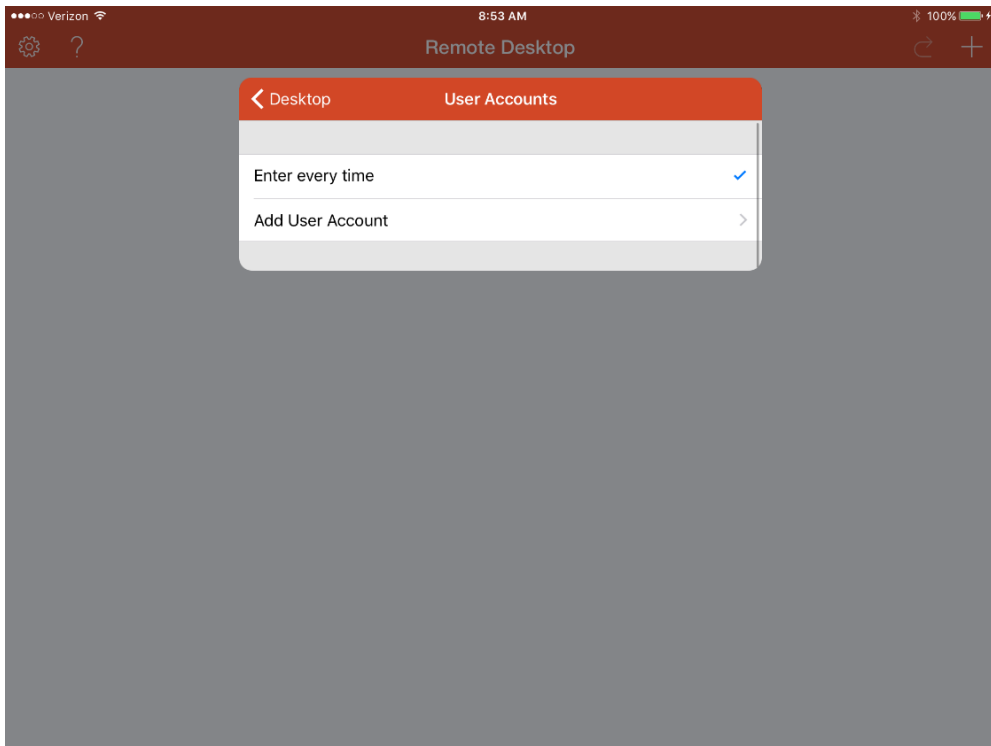 Verizon 8:53 AM 100%
? Remote Desktop
Desktop User Accounts
Enter every time
Add User Account